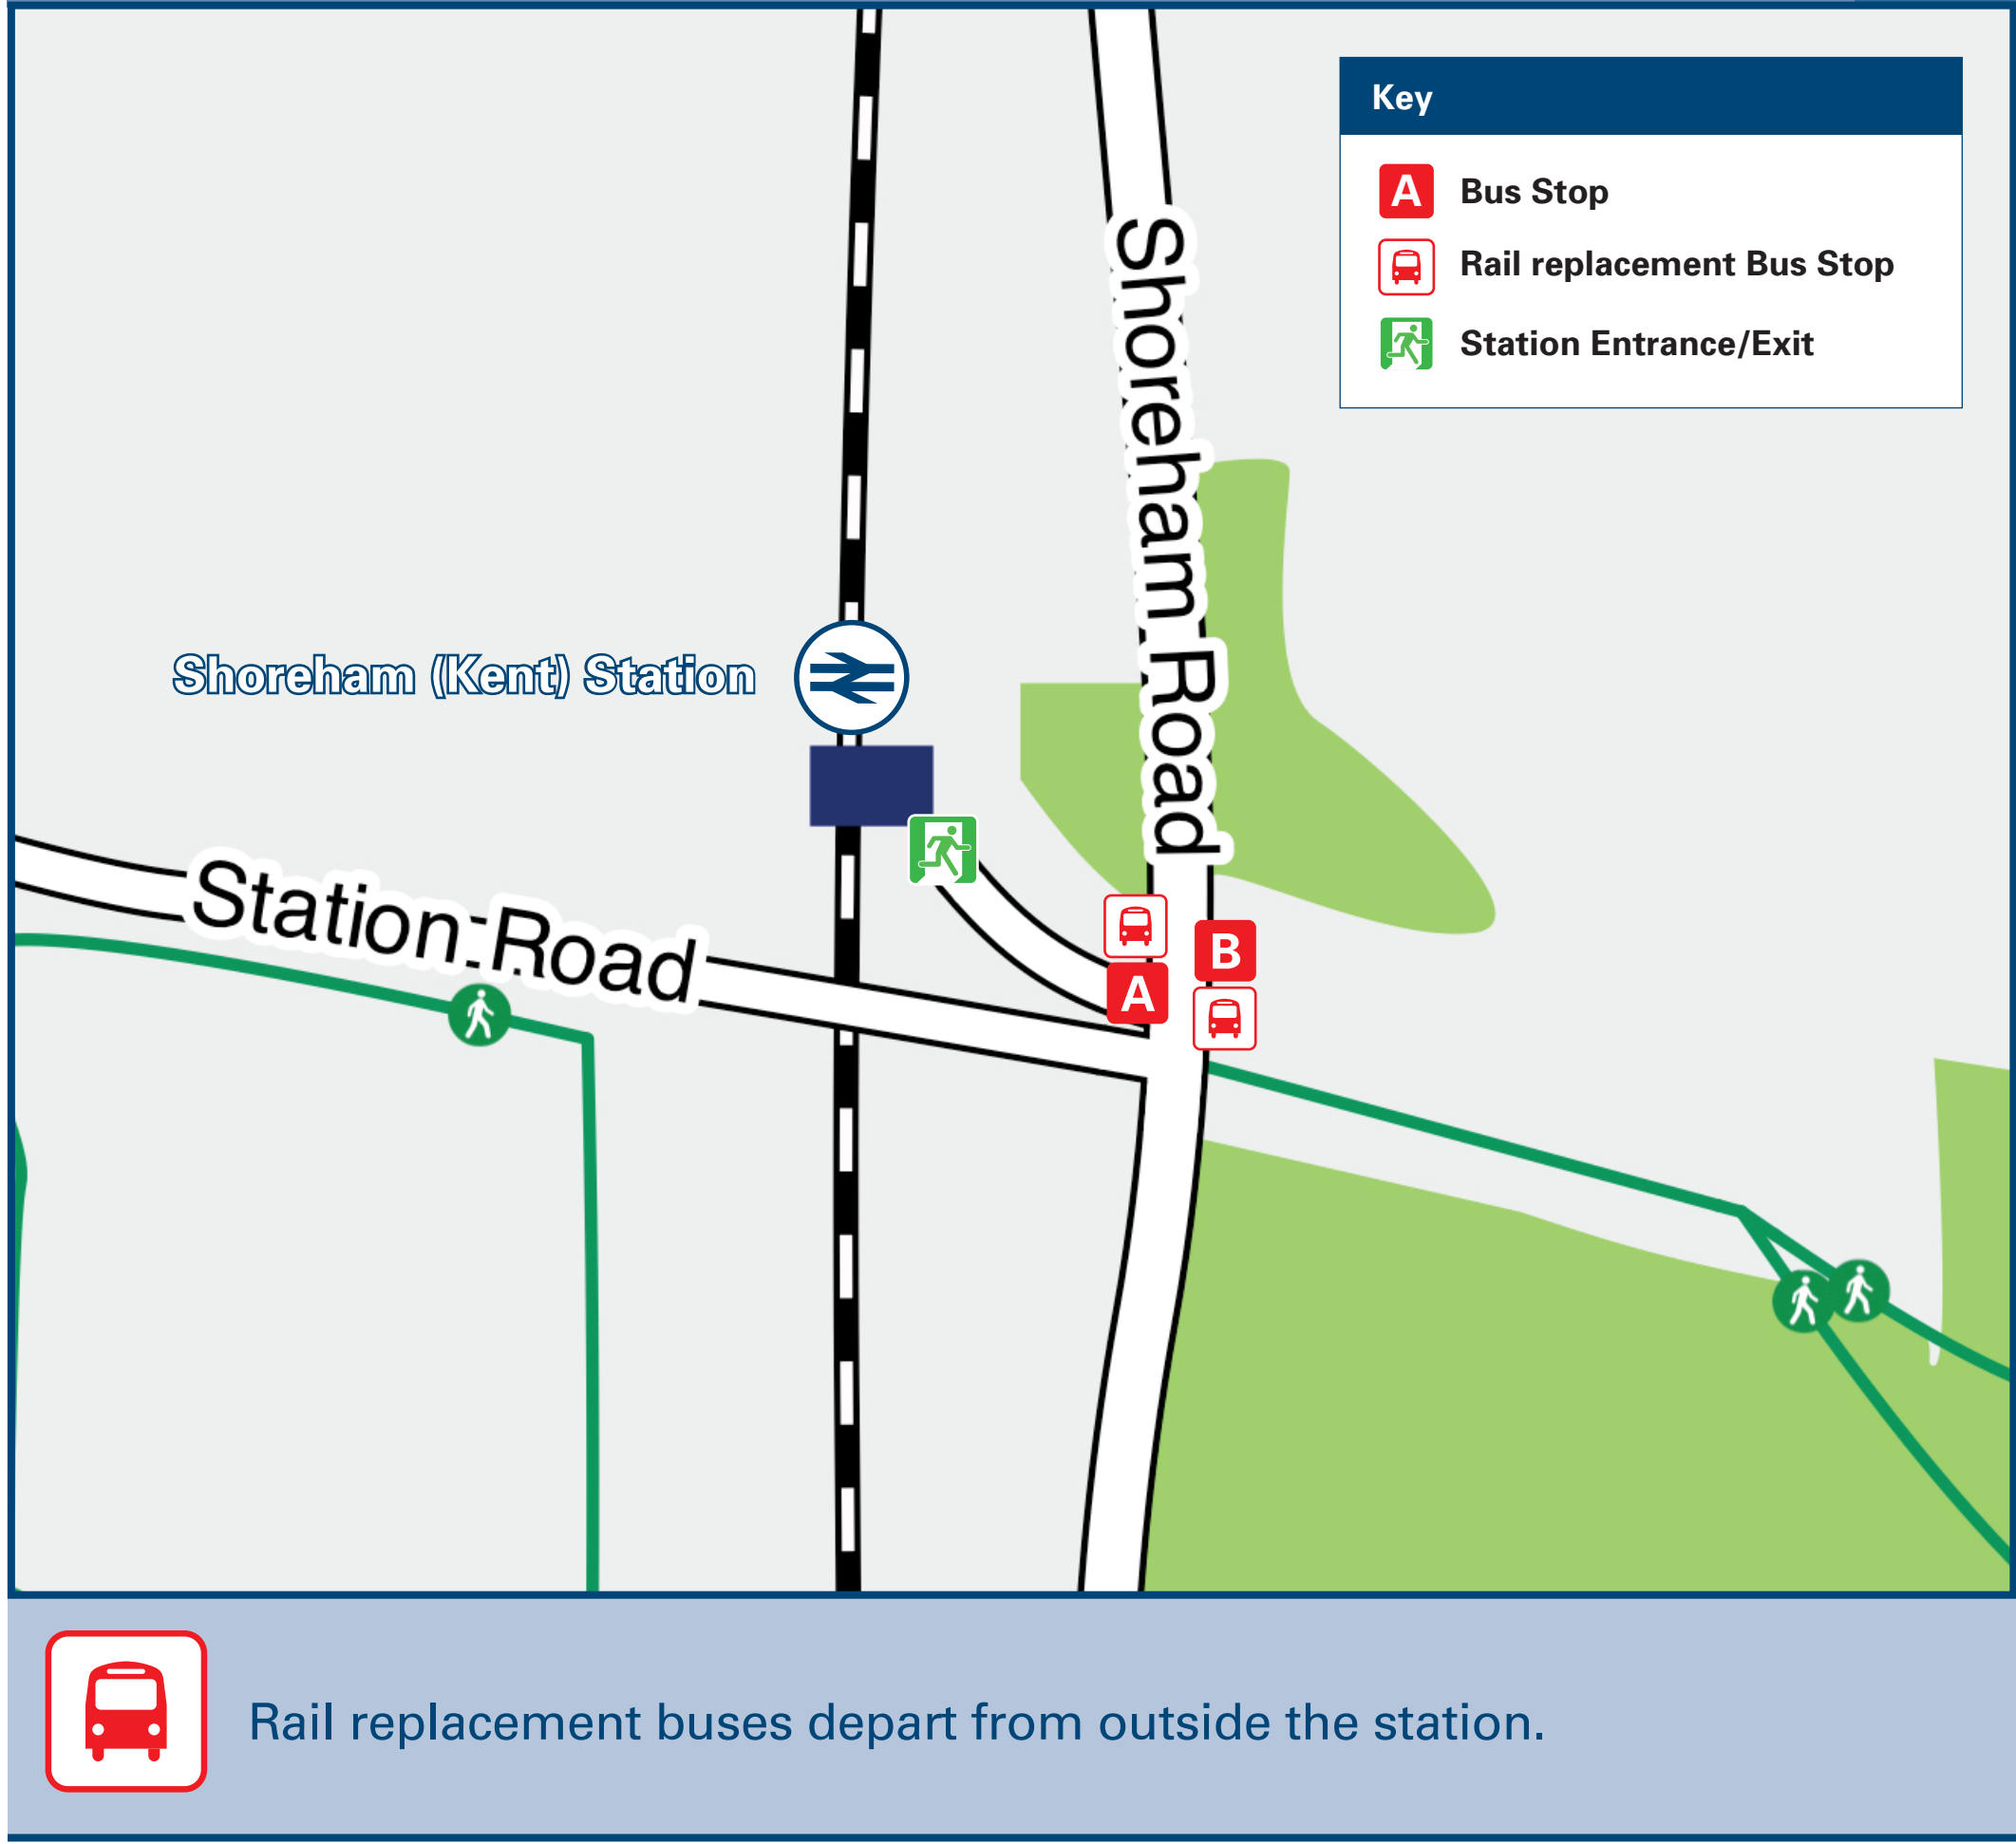 Key
A Bus Stop
Rail replacement Bus Stop
Station Entrance/Exit
Shoreham Road
Shoreham (Kent) Station
Station Road
A
B
Rail replacement buses depart from outside the station.